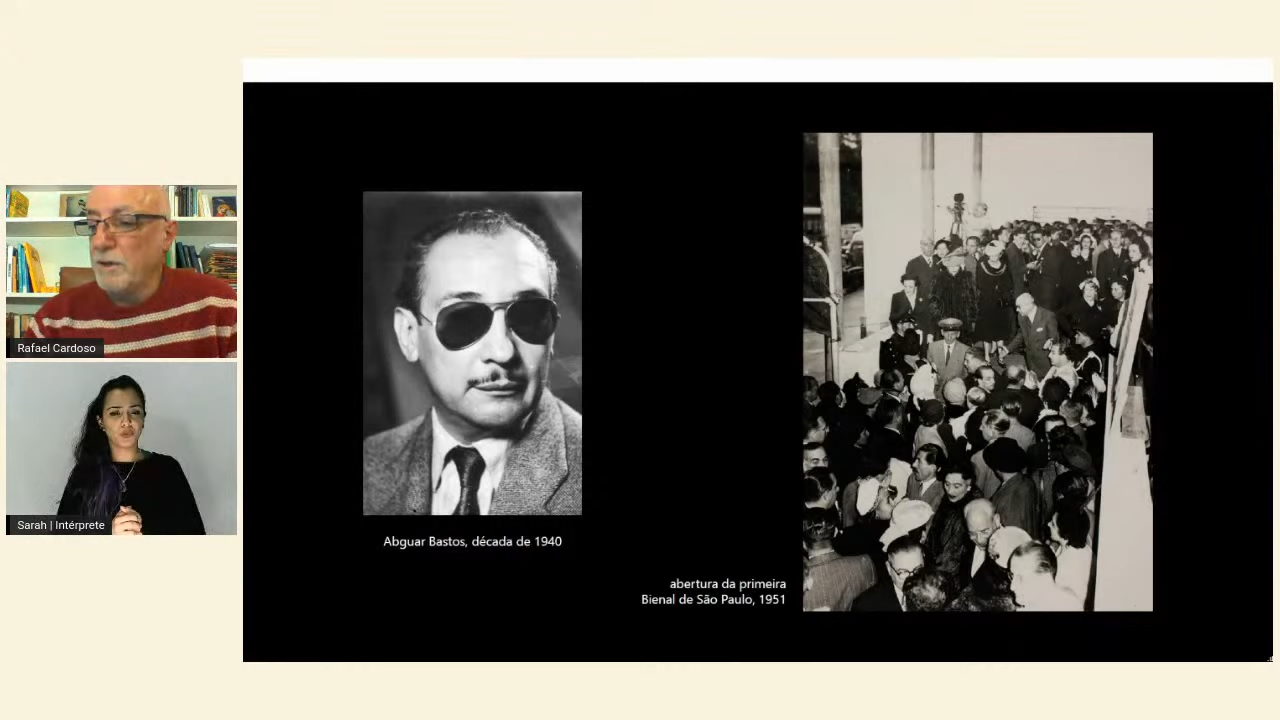 Rafael Cardoso
Sarah | Intérprete
Abguar Bastos, década de 1940
abertura da primeira
Bienal de São Paulo, 1951